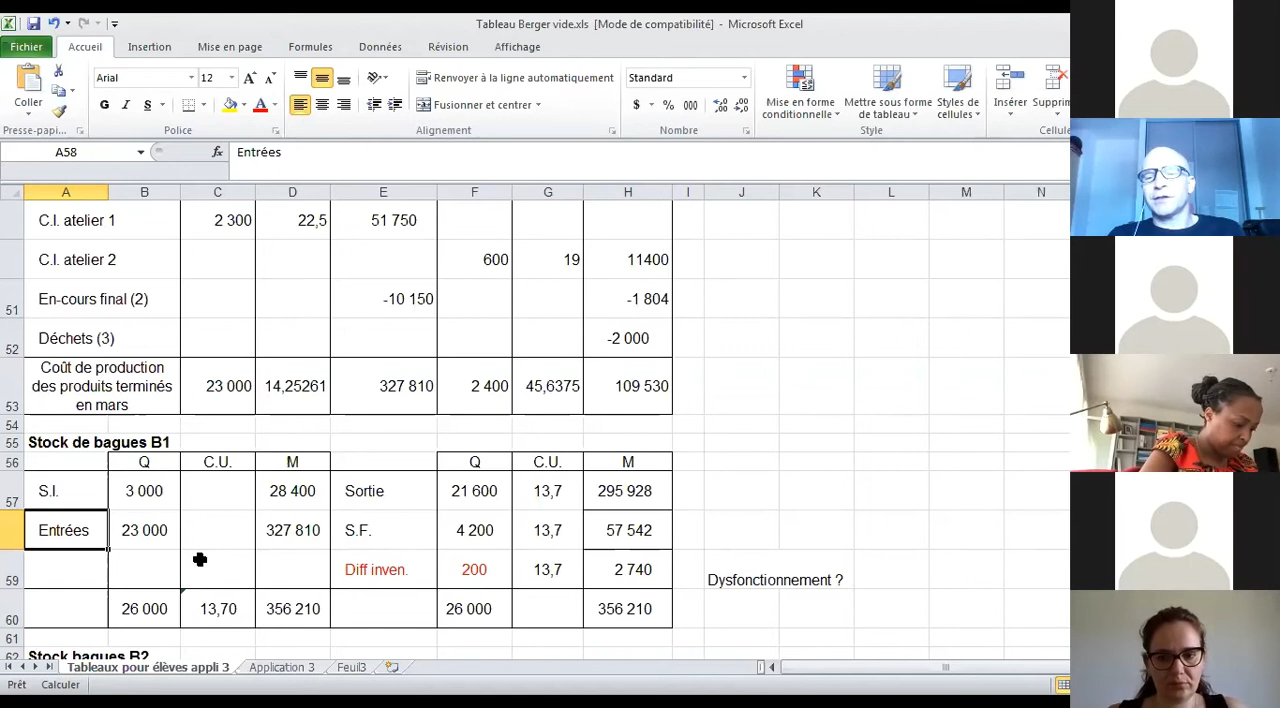 Tableau Berger vide.xls [Mode de compatibilité] - Microsoft Excel
Fichier Accueil Insertion Mise en page Formules Données Révision Affichage
Coller
Presse-papi...
Arial 12
G I S
Police
Renvoyer à la ligne automatiquement
Fusionner et centrer
Alignement
Standard
$ % 000
Nombre
Mise en forme conditionnelle
Mettre sous forme de tableau
Styles de cellules
Style
Insérer
Supprim
Cellule
A58 fx Entrées
A B C D E F G H I J K L M N
C.I. atelier 1 2 300 22,5 51 750
C.I. atelier 2 600 19 11400
51 En-cours final (2) -10 150 -1 804
52 Déchets (3) -2 000
Coût de production
des produits terminés 23 000 14,25261 327 810 2 400 45,6375 109 530
53 en mars
54
55 Stock de bagues B1
56 Q C.U. M Q C.U. M
57 S.I. 3 000 28 400 Sortie 21 600 13,7 295 928
Entrées 23 000 327 810 S.F. 4 200 13,7 57 542
59 Diff inven. 200 13,7 2 740 Dysfonctionnement ?
60 26 000 13,70 356 210 26 000 356 210
61
62 Stock bagues B2
Tableaux pour élèves appli 3 Application 3 Feuil3
Prêt Calculer